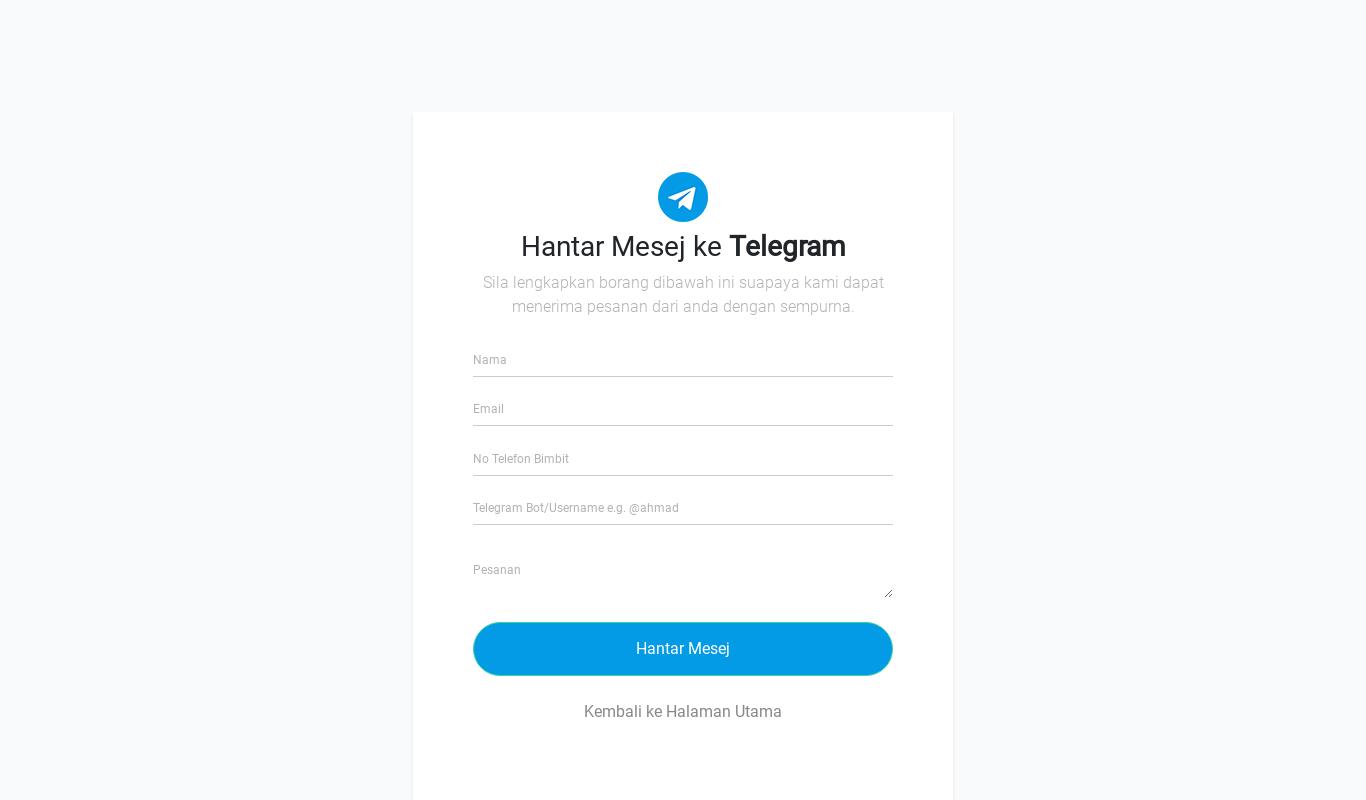 Hantar Mesej ke Telegram
Sila lengkapkan borang dibawah ini suapaya kami dapat
menerima pesanan dari anda dengan sempurna.
Nama
Email
No Telefon Bimbit
Telegram Bot/Username e.g. @ahmad
Pesanan
Hantar Mesej
Kembali ke Halaman Utama